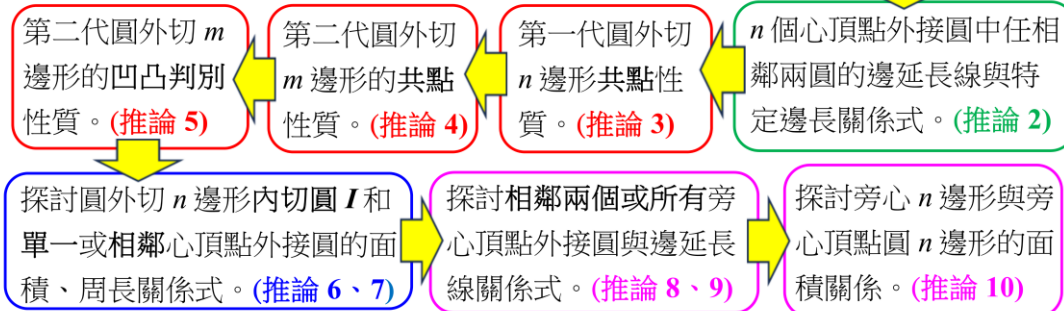 n 個心頂點外接圓中任相
鄰兩圓的邊延長線與特
定邊長關係式。(推論 2)
第一代圓外切
n 邊形共點性
質。(推論 3)
第二代圓外切
m 邊形的共點
性質。(推論 4)
第二代圓外切 m
邊形的凹凸判別
性質。(推論 5)
探討圓外切 n 邊形內切圓 I 和
單一或相鄰心頂點外接圓的面
積、周長關係式。(推論 6、7)
探討相鄰兩個或所有旁
心頂點外接圓與邊延長
線關係式。(推論 8、9)
探討旁心 n 邊形與旁
心頂點圓 n 邊形的面
積關係。(推論 10)